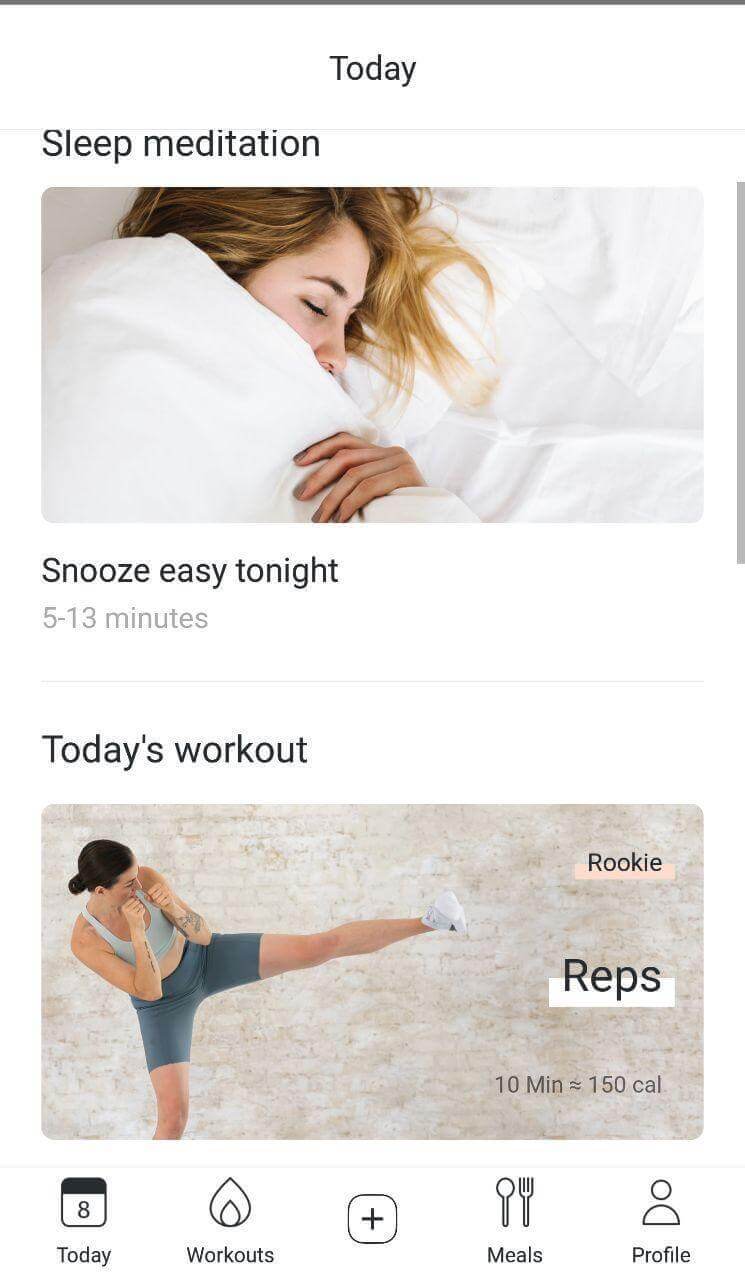 Today
Sleep meditation
Snooze easy tonight
5-13 minutes
Today's workout
Rookie
Reps
10 Min ≈ 150 cal
8
Today
Workouts
+
Meals
Profile